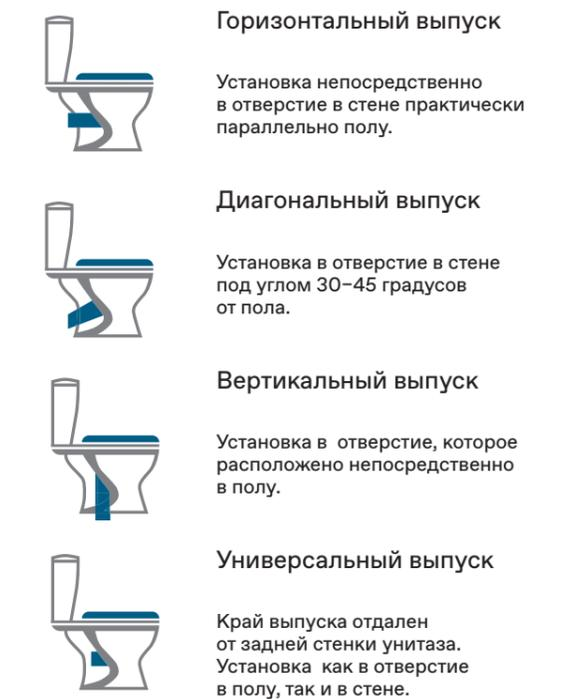 Горизонтальный выпуск
Установка непосредственно
в отверстие в стене практически
параллельно полу.
Диагональный выпуск
Установка в отверстие в стене
под углом 30–45 градусов
от пола.
Вертикальный выпуск
Установка в отверстие, которое
расположено непосредственно
в полу.
Универсальный выпуск
Край выпуска отдален
от задней стенки унитаза.
Установка как в отверстие
в полу, так и в стене.